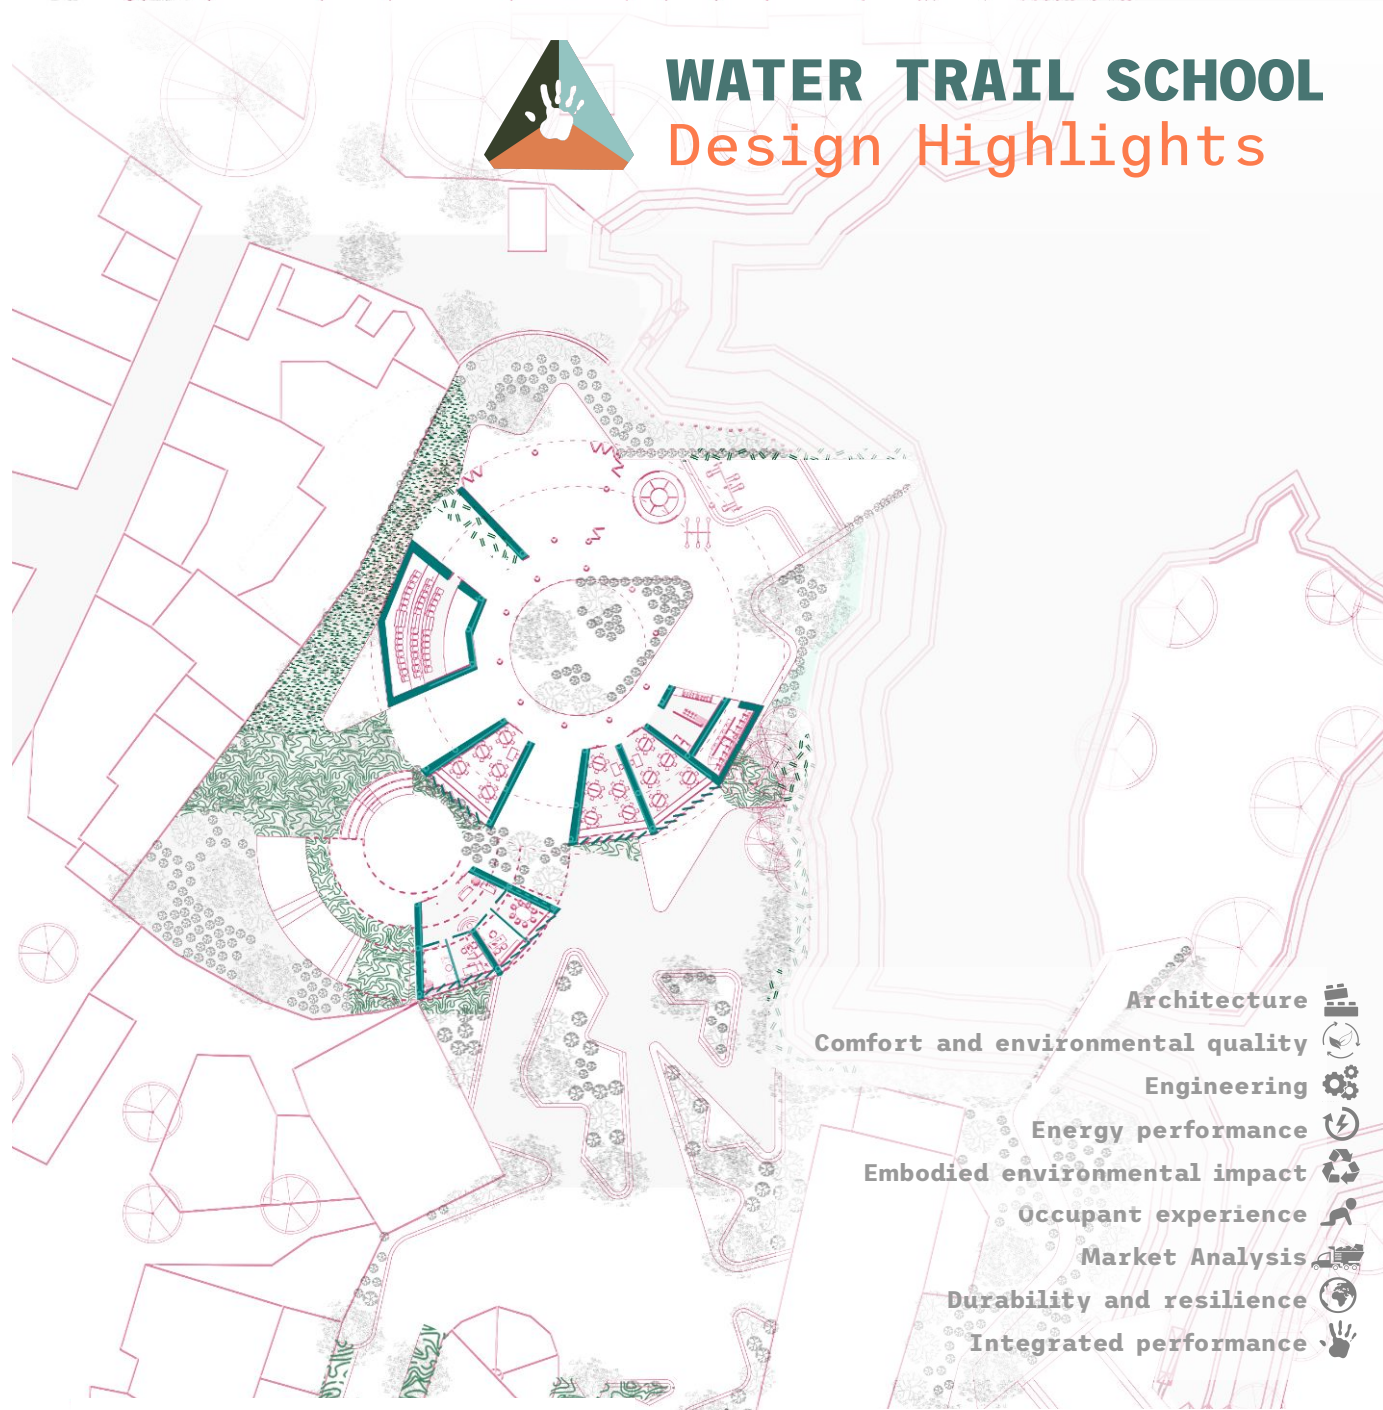 WATER TRAIL SCHOOL
Design Highlights
Architecture
Comfort and environmental quality
Engineering
Energy performance
Embodied environmental impact
Occupant experience
Market Analysis
Durability and resilience
Integrated performance